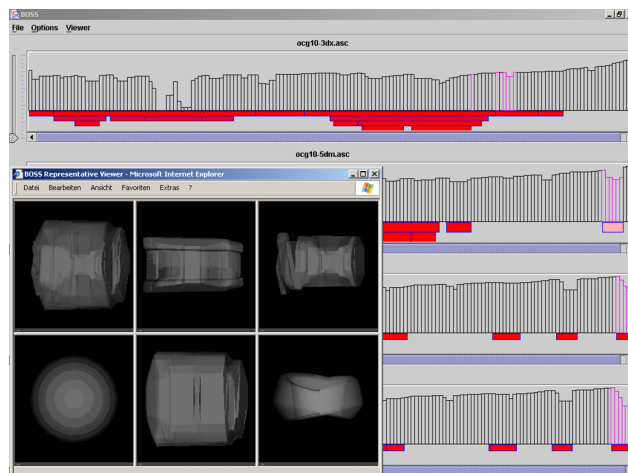 BOSS
File Options Viewer
ocg10-3dx.asc
ocg10-5dm.asc
BOSS Representative Viewer - Microsoft Internet Explorer
Datei Bearbeiten Ansicht Favoriten Extras ?